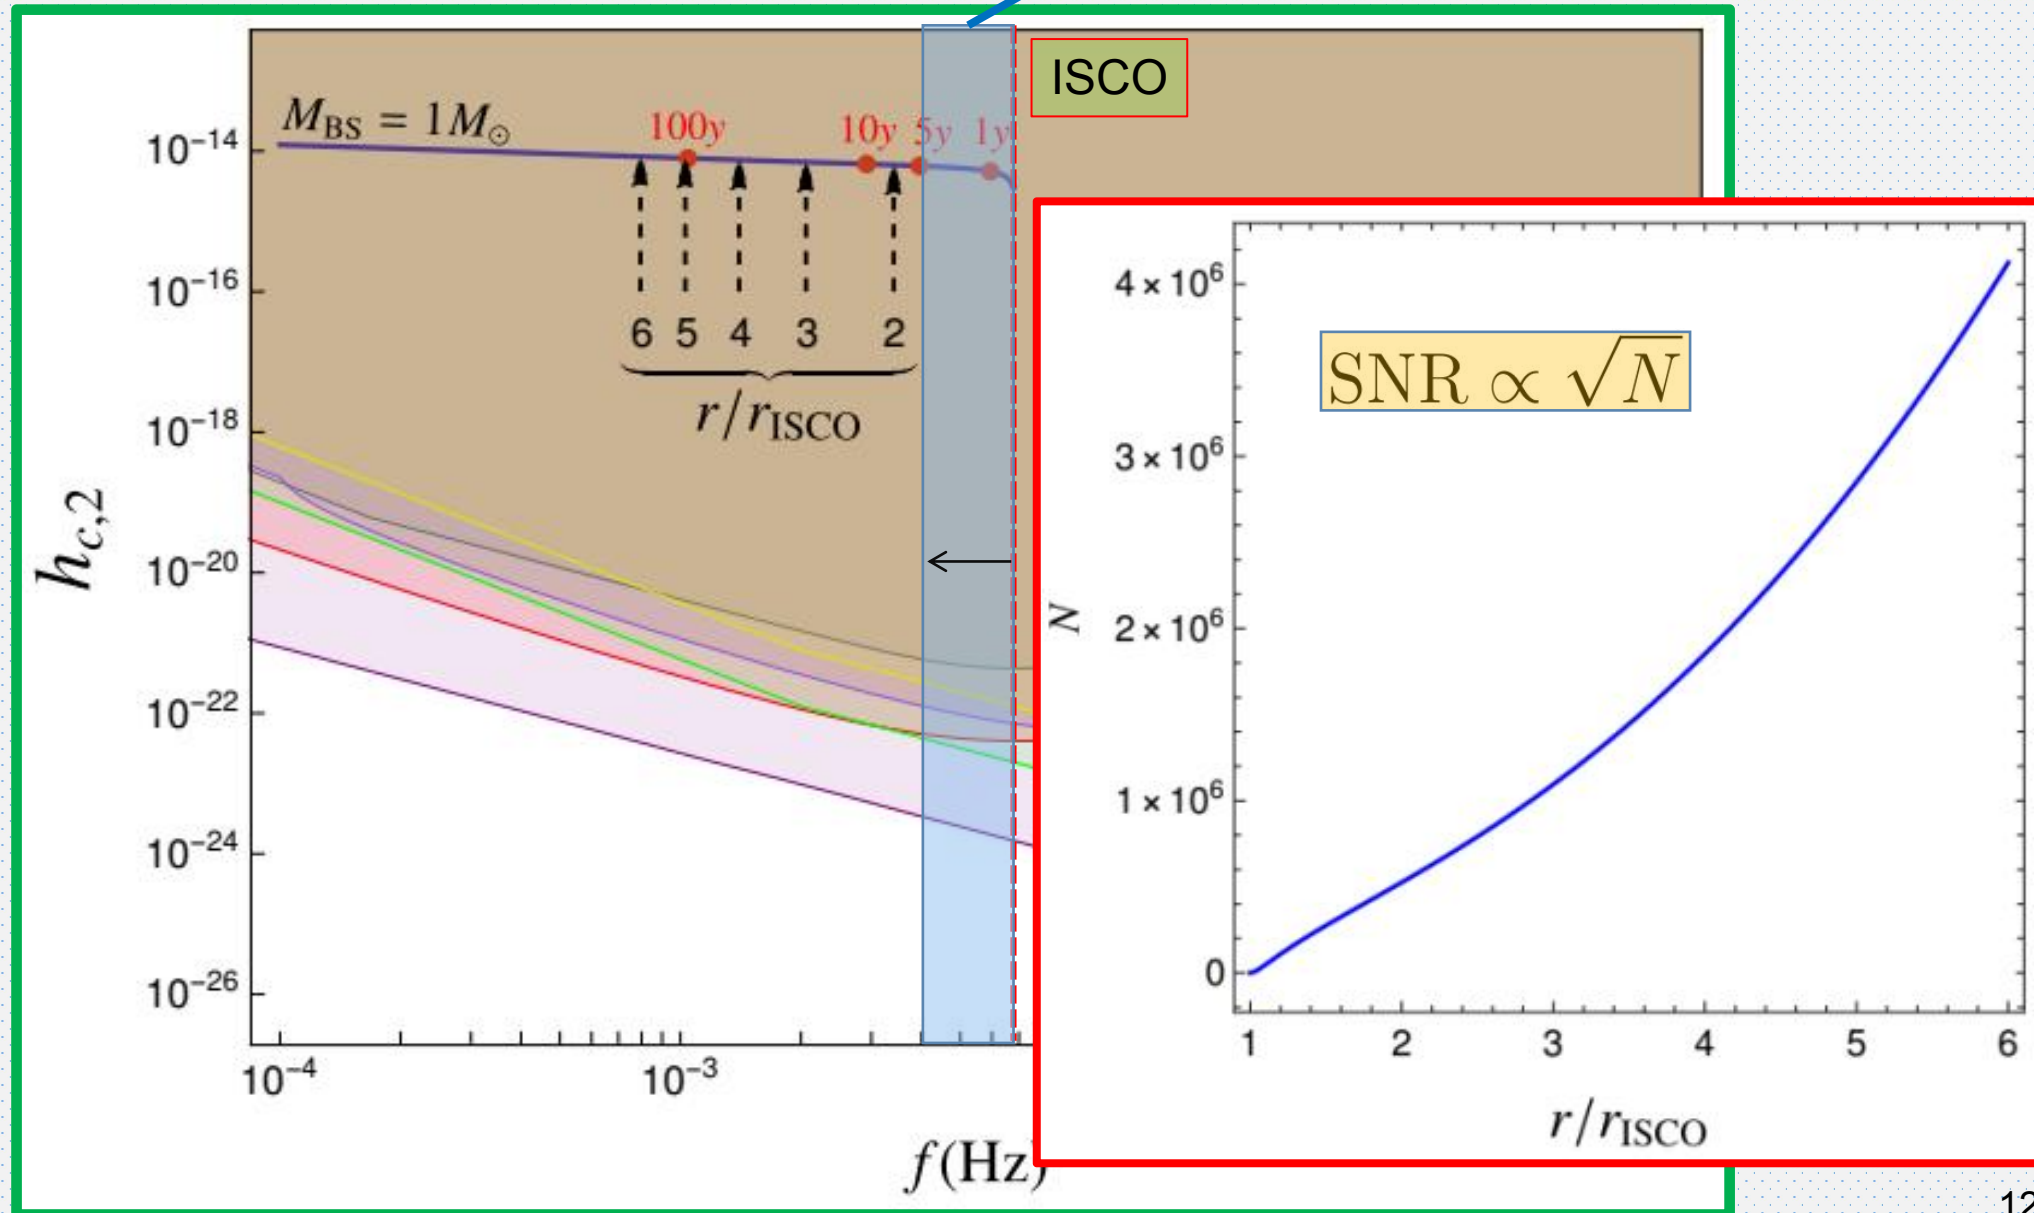 ISCO
M_BS = 1M_⊙
100y 10y 5y 1y
10^−14
10^−16
10^−18
10^−20
10^−22
10^−24
10^−26
6 5 4 3 2
r/r_ISCO
h_c,2
10^−4 10^−3
f(Hz)
SNR ∝ √N
4×10^6
3×10^6
2×10^6
1×10^6
0
N
1 2 3 4 5 6
r/r_ISCO
12